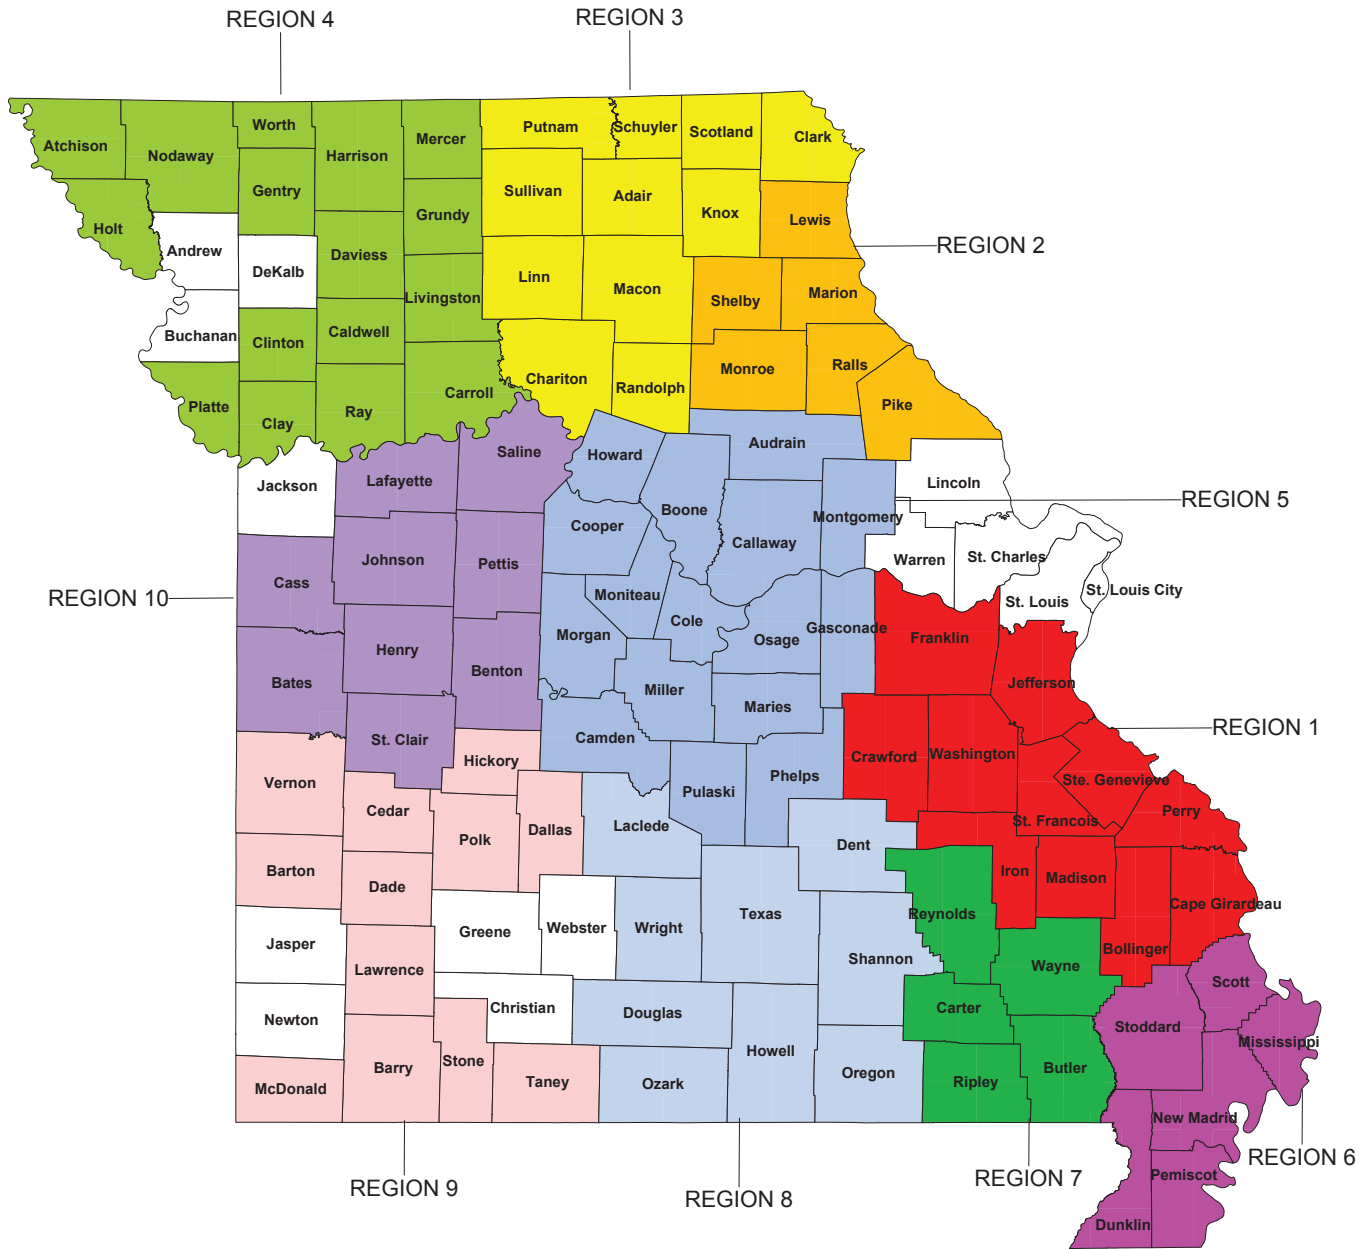 REGION 4
REGION 3
Atchison
Nodaway
Worth
Harrison
Mercer
Putnam
Schuyler
Scotland
Clark
Gentry
Sullivan
Adair
Knox
Lewis
Grundy
Holt
Andrew
DeKalb
Daviess
REGION 2
Livingston
Linn
Macon
Shelby
Marion
Buchanan
Clinton
Caldwell
Chariton
Randolph
Monroe
Ralls
Platte
Clay
Ray
Carroll
Pike
Saline
Howard
Audrain
Jackson
Lafayette
Lincoln
REGION 5
Boone
Cooper
Callaway
Montgomery
Johnson
Pettis
Warren
St. Charles
Cass
REGION 10
Moniteau
St. Louis
St. Louis City
Cole
Morgan
Osage
Gasconade
Franklin
Henry
Benton
Bates
Miller
Maries
Jefferson
REGION 1
St. Clair
Camden
Hickory
Crawford
Washington
Vernon
Pulaski
Phelps
Ste. Genevieve
Cedar
Polk
Dallas
Laclede
St. Francois
Perry
Dent
Barton
Dade
Iron
Madison
Jasper
Greene
Webster
Wright
Texas
Reynolds
Cape Girardeau
Lawrence
Shannon
Wayne
Bollinger
Scott
Newton
Christian
Douglas
Carter
Stoddard
Mississippi
McDonald
Barry
Stone
Taney
Ozark
Howell
Oregon
Ripley
Butler
New Madrid
REGION 6
REGION 7
Pemiscot
REGION 9
REGION 8
Dunklin